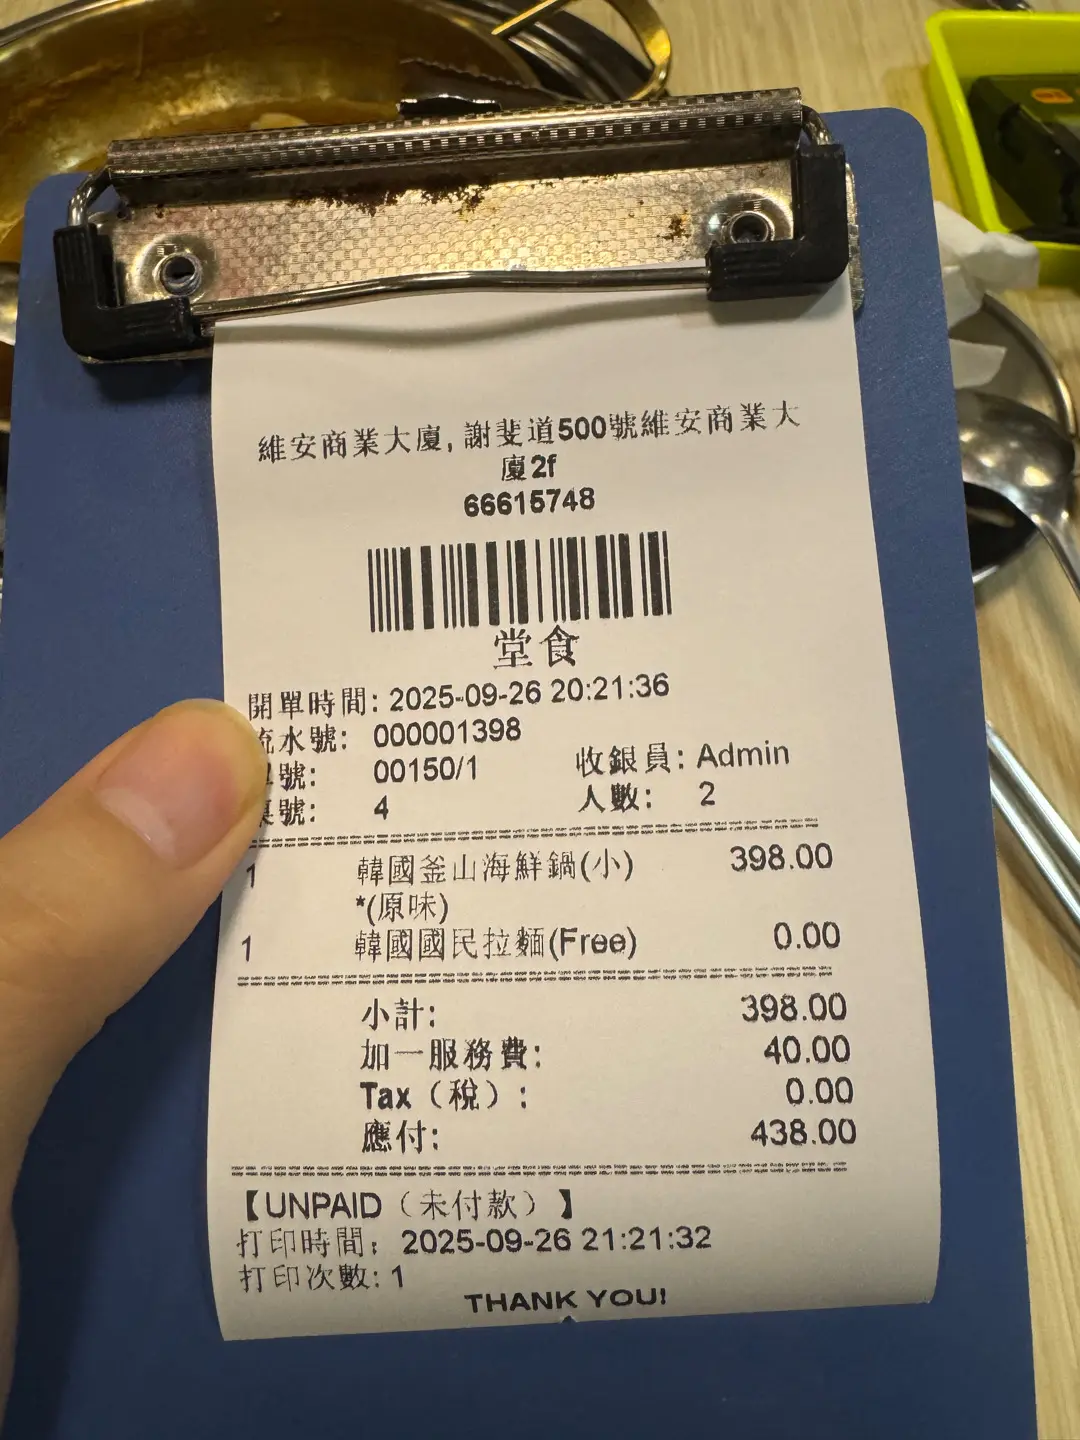 維安商業大廈, 謝斐道500號維安商業大
廈2f
66615748
堂食
開單時間: 2025-09-26 20:21:36
流水號: 000001398
單號: 00150/1 收銀員: Admin
號: 4 人數: 2
1 韓國釜山海鮮鍋(小) 398.00
*(原味)
1 韓國國民拉麵(Free) 0.00
小計: 398.00
加一服務費: 40.00
Tax（稅）: 0.00
應付: 438.00
【UNPAID（未付款）】
打印時間: 2025-09-26 21:21:32
打印次數: 1
THANK YOU!